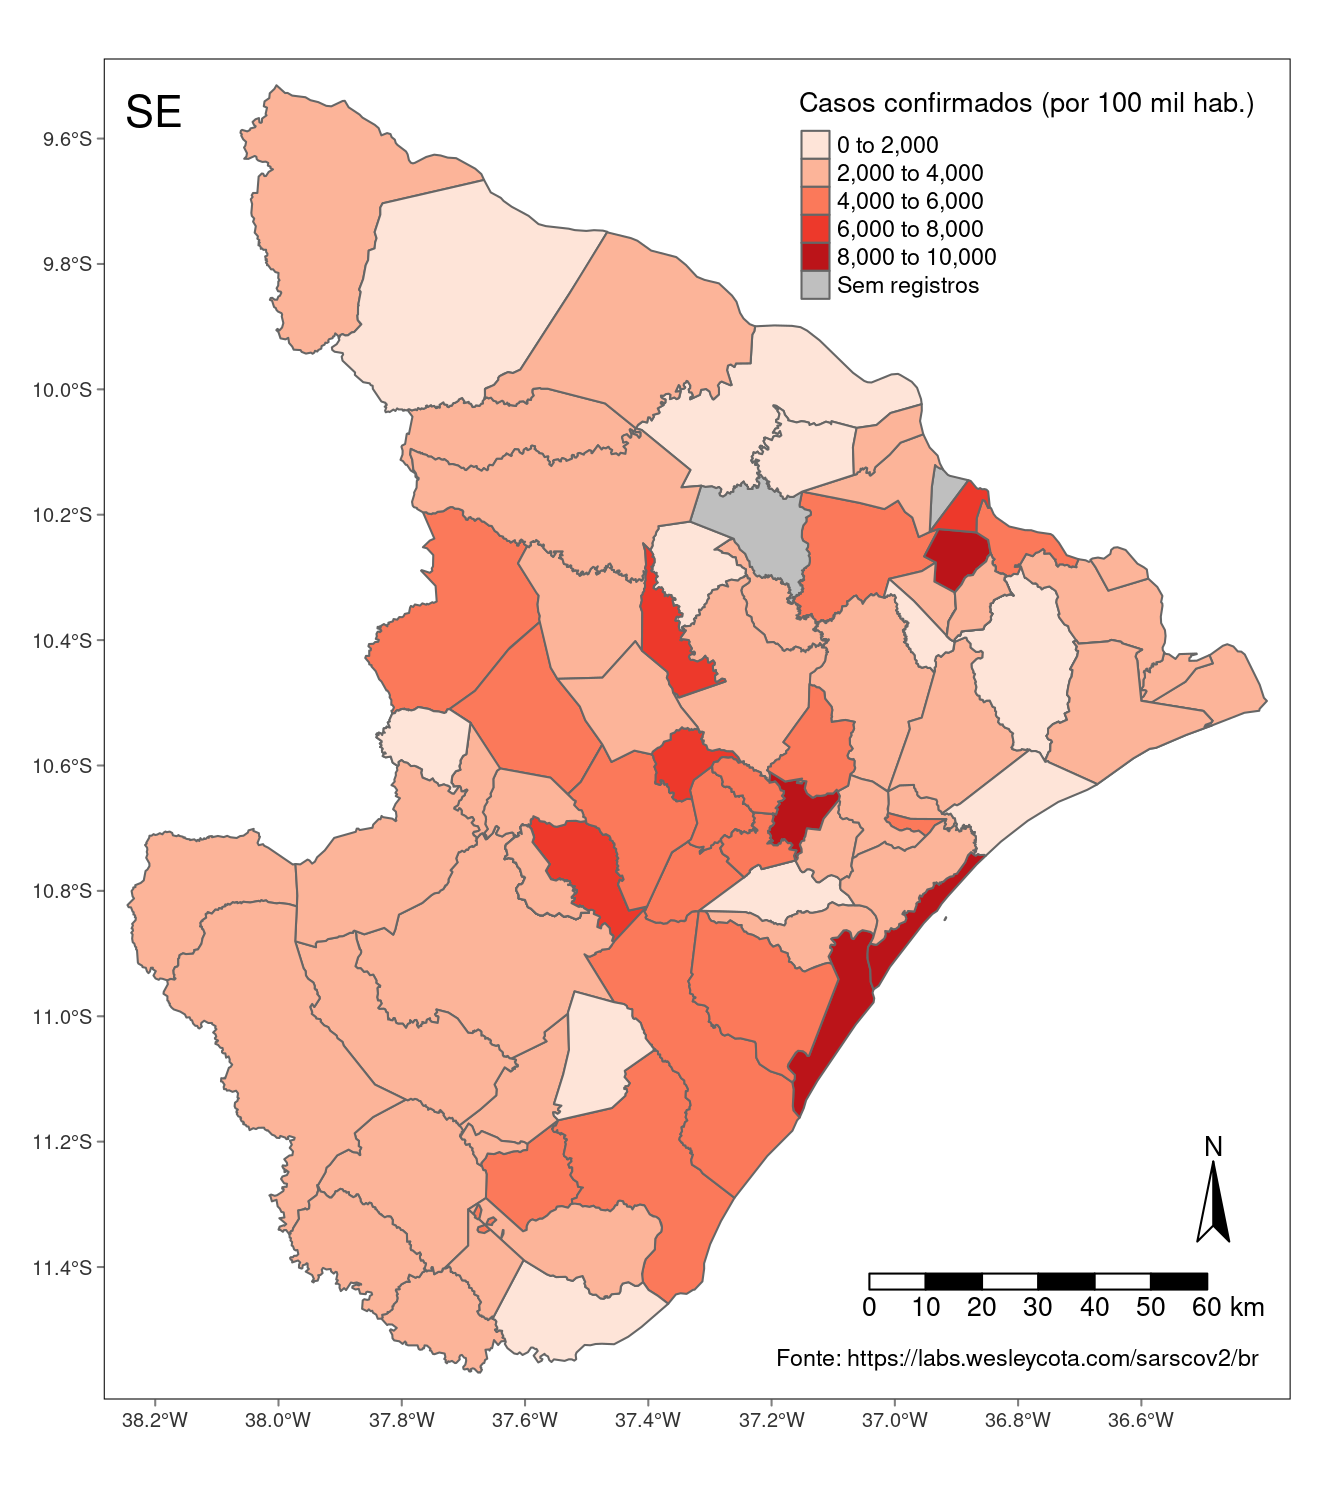 SE
Casos confirmados (por 100 mil hab.)
0 to 2,000
2,000 to 4,000
4,000 to 6,000
6,000 to 8,000
8,000 to 10,000
Sem registros
9.6°S
9.8°S
10.0°S
10.2°S
10.4°S
10.6°S
10.8°S
11.0°S
11.2°S
11.4°S
N
0 10 20 30 40 50 60 km
Fonte: https://labs.wesleycota.com/sarscov2/br
38.2°W 38.0°W 37.8°W 37.6°W 37.4°W 37.2°W 37.0°W 36.8°W 36.6°W